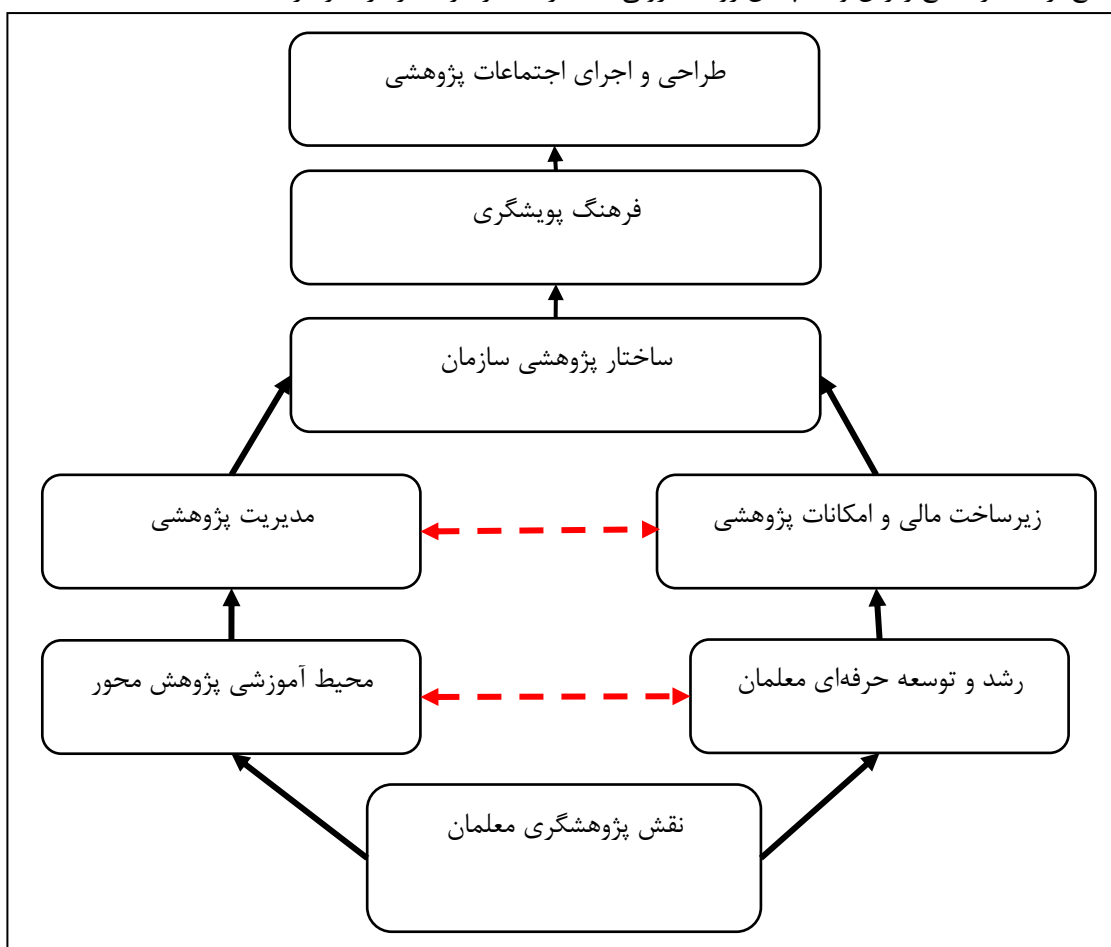 طراحی و اجرای اجتماعات پژوهشی
فرهنگ پویشگری
ساختار پژوهشی سازمان
زیرساخت مالی و امکانات پژوهشی
مدیریت پژوهشی
رشد و توسعه حرفه‌ای معلمان
محیط آموزشی پژوهش محور
نقش پژوهشگری معلمان